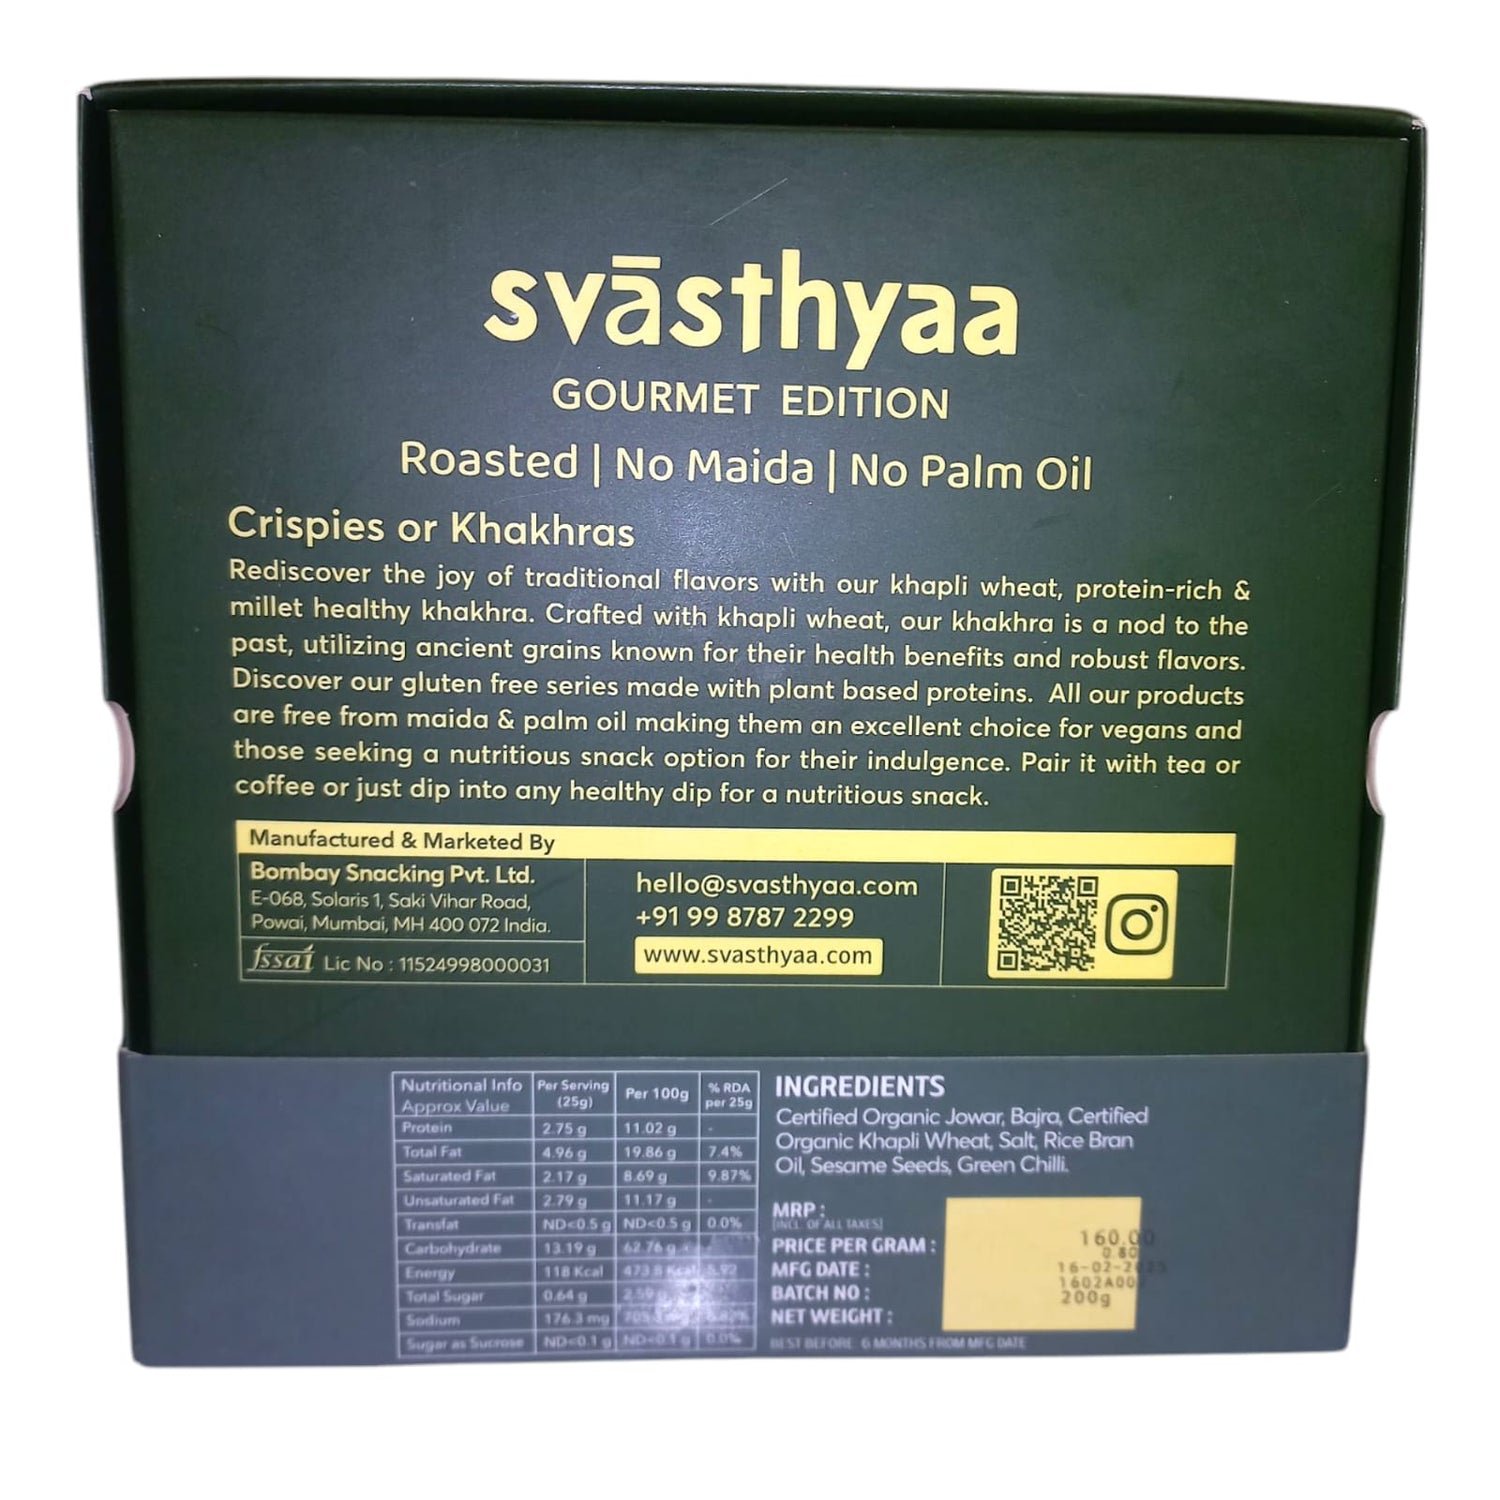 svāsthyaa
GOURMET EDITION
Roasted | No Maida | No Palm Oil
Crispies or Khakhras
Rediscover the joy of traditional flavors with our khapli wheat, protein-rich &
millet healthy khakhra. Crafted with khapli wheat, our khakhra is a nod to the
past, utilizing ancient grains known for their health benefits and robust flavors.
Discover our gluten free series made with plant based proteins. All our products
are free from maida & palm oil making them an excellent choice for vegans and
those seeking a nutritious snack option for their indulgence. Pair it with tea or
coffee or just dip into any healthy dip for a nutritious snack.
Manufactured & Marketed By
Bombay Snacking Pvt. Ltd.
E-068, Solaris 1, Saki Vihar Road,
Powai, Mumbai, MH 400 072 India.
fssai Lic No : 11524998000031
hello@svasthyaa.com
+91 99 8787 2299
www.svasthyaa.com
Nutritional Info Approx Value Per Serving (25g) Per 100g % RDA per 25g
Protein 2.75 g 11.02 g -
Total Fat 4.96 g 19.86 g 7.4%
Saturated Fat 2.17 g 8.69 g 9.87%
Unsaturated Fat 2.79 g 11.17 g -
Transfat ND<0.5 g ND<0.5 g 0.0%
Carbohydrate 13.19 g 62.76 g
Energy 118 Kcal 473.8 Kcal
Total Sugar 0.64 g
Sodium 176.3 mg
Sugar as Sucrose ND<0.1 g ND<0.1 g 0.0%
INGREDIENTS
Certified Organic Jowar, Bajra, Certified
Organic Khapli Wheat, Salt, Rice Bran
Oil, Sesame Seeds, Green Chilli.
MRP :
[INCL. OF ALL TAXES]
160.00
PRICE PER GRAM : 0.80
MFG DATE :
BATCH NO :
NET WEIGHT : 200g
BEST BEFORE 6 MONTHS FROM MFG DATE